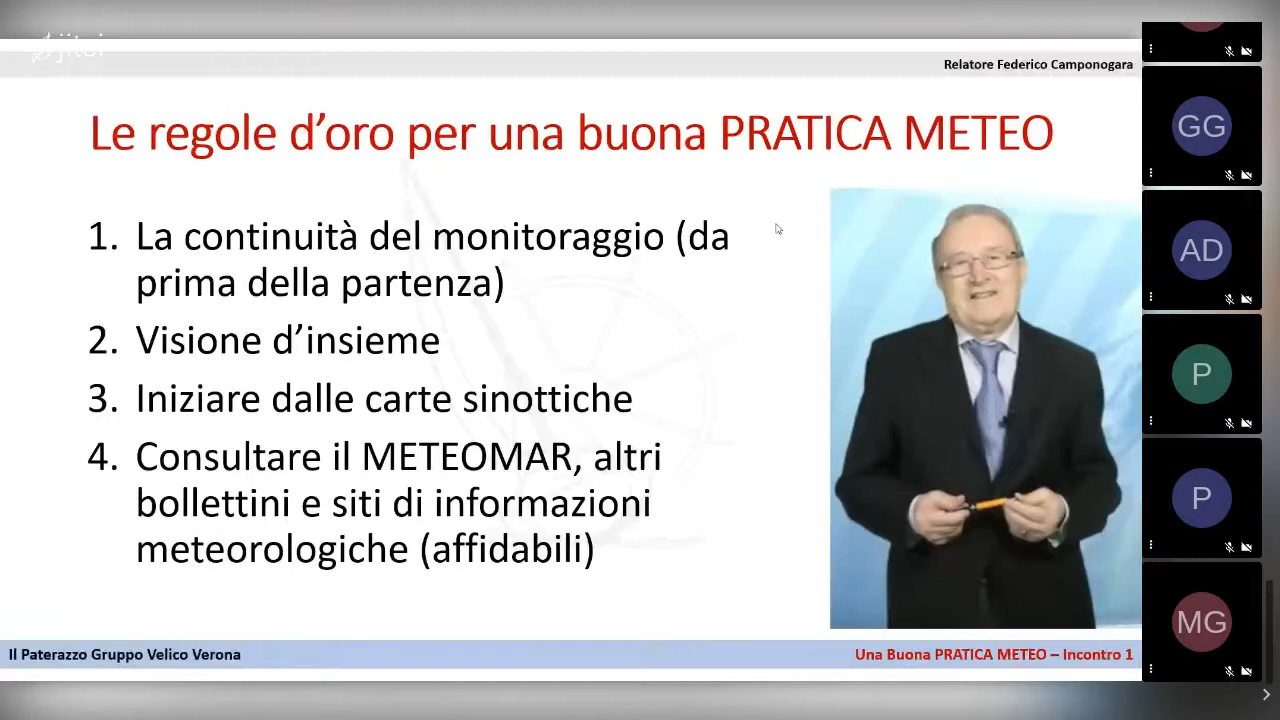 jitsi
Relatore Federico Camponogara
Le regole d’oro per una buona PRATICA METEO
1. La continuità del monitoraggio (da
prima della partenza)
2. Visione d’insieme
3. Iniziare dalle carte sinottiche
4. Consultare il METEOMAR, altri
bollettini e siti di informazioni
meteorologiche (affidabili)
Il Paterazzo Gruppo Velico Verona
Una Buona PRATICA METEO – Incontro 1
GG
AD
P
P
MG